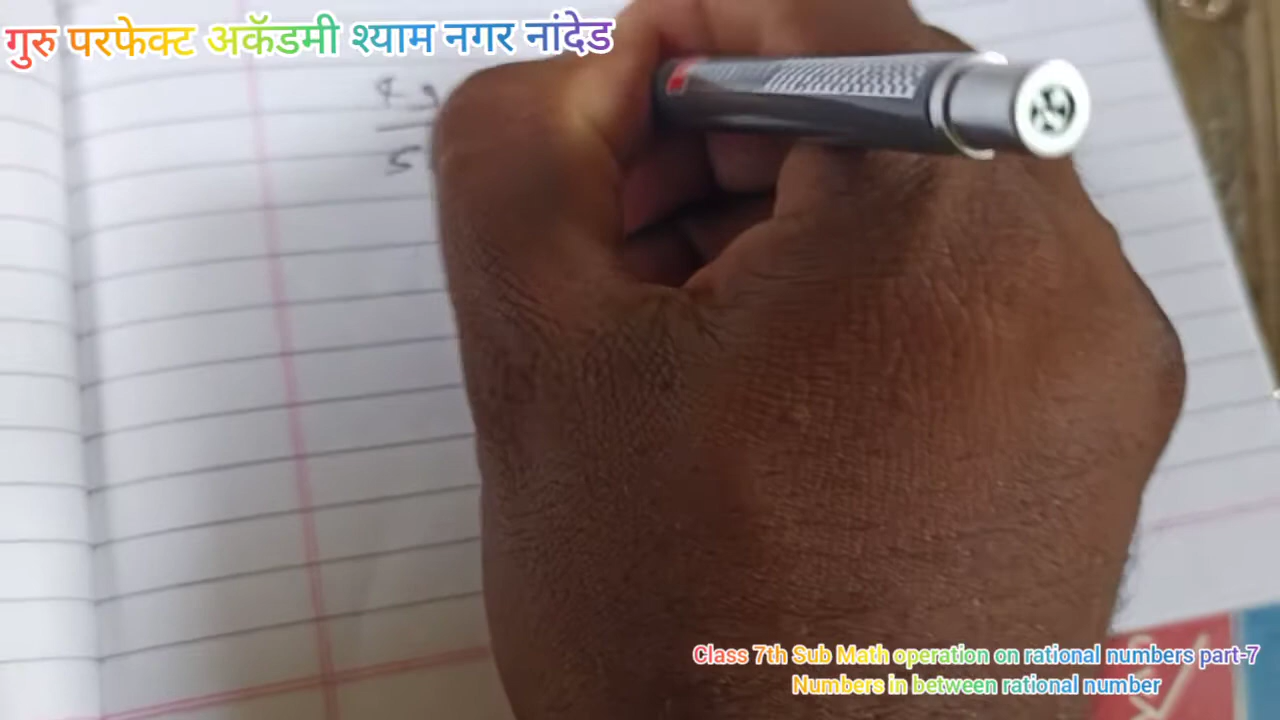 गुरु परफेक्ट अकॅडमी श्याम नगर नांदेड
5
Class 7th Sub Math operation on rational numbers part-7
Numbers in between rational number